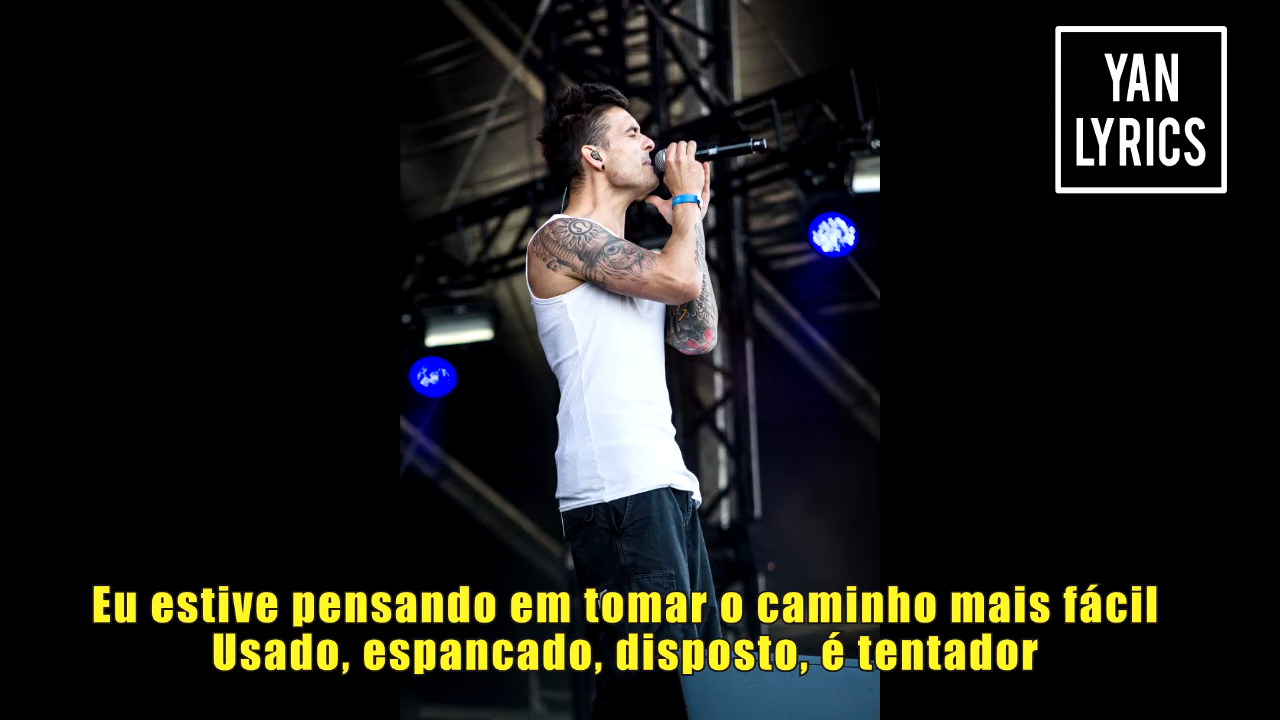 YAN
LYRICS
Eu estive pensando em tomar o caminho mais fácil
Usado, espancado, disposto, é tentador